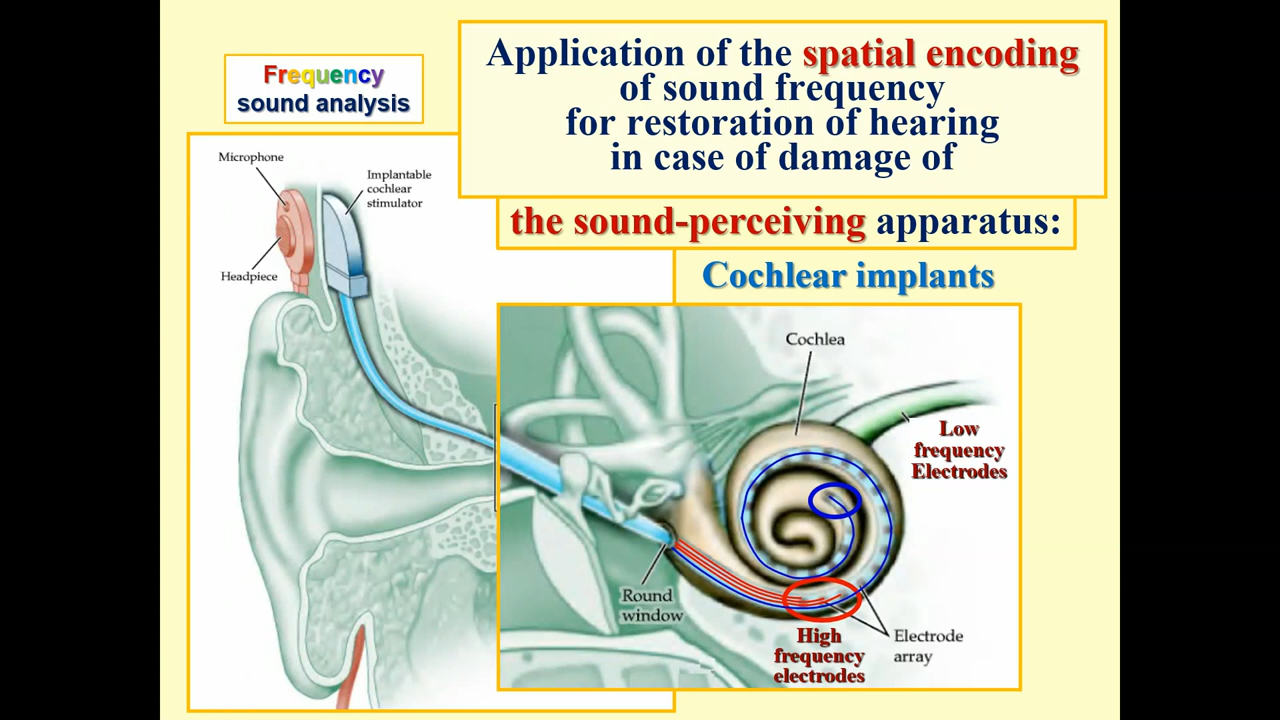 Frequency
sound analysis
Application of the spatial encoding
of sound frequency
for restoration of hearing
in case of damage of
the sound-perceiving apparatus:
Cochlear implants
Microphone
Implantable
cochlear
stimulator
Headpiece
Cochlea
Low
frequency
Electrodes
Round
window
High
frequency
electrodes
Electrode
array